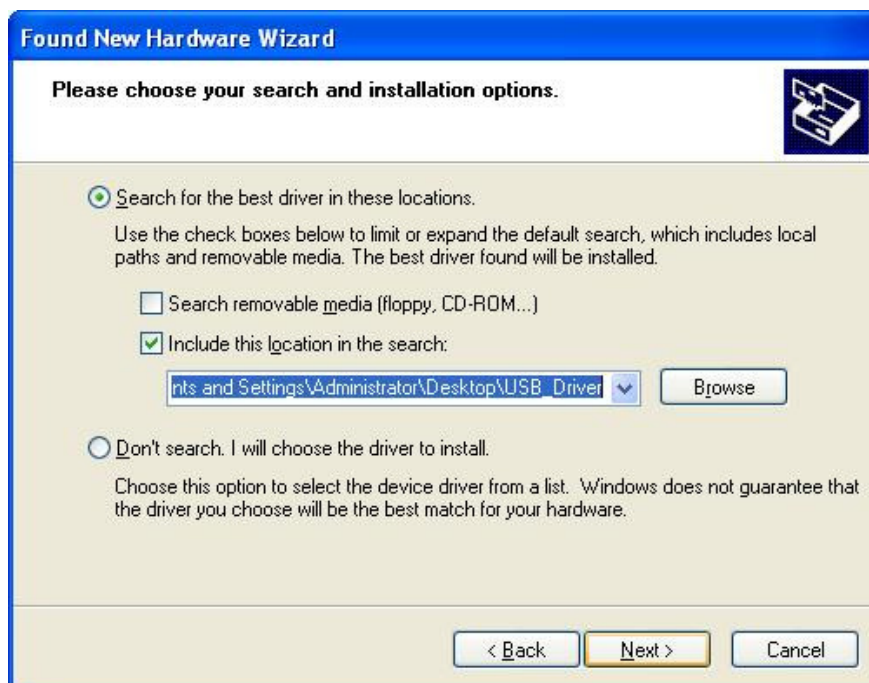 Found New Hardware Wizard
Please choose your search and installation options.
Search for the best driver in these locations.
Use the check boxes below to limit or expand the default search, which includes local
paths and removable media. The best driver found will be installed.
Search removable media (floppy, CD-ROM...)
Include this location in the search:
nts and Settings\Administrator\Desktop\USB_Driver
Browse
Don't search. I will choose the driver to install.
Choose this option to select the device driver from a list. Windows does not guarantee that
the driver you choose will be the best match for your hardware.
< Back
Next >
Cancel